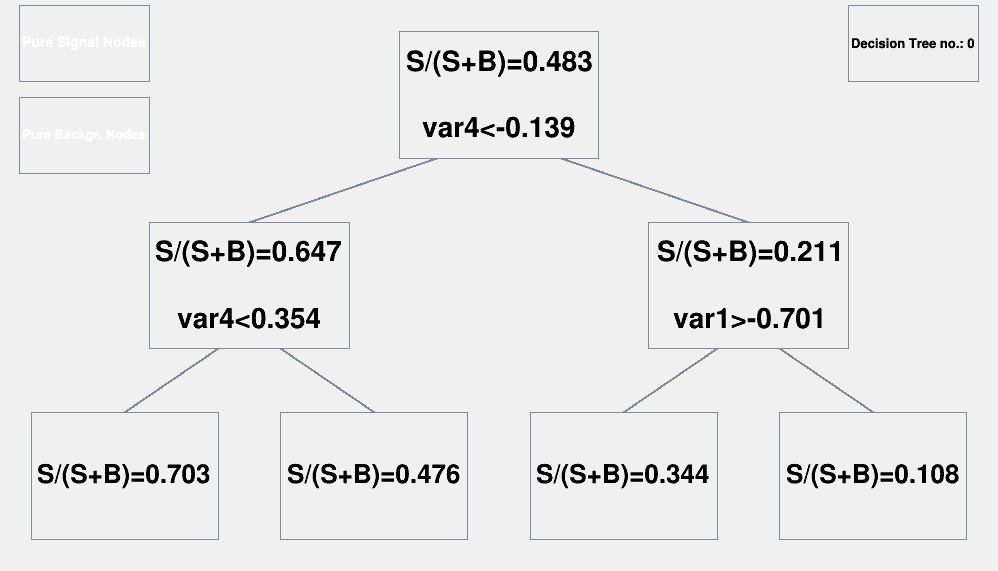 Pure Signal Nodes
Pure Backgr. Nodes
Decision Tree no.: 0
S/(S+B)=0.483
var4<-0.139
S/(S+B)=0.647
var4<0.354
S/(S+B)=0.211
var1>-0.701
S/(S+B)=0.703
S/(S+B)=0.476
S/(S+B)=0.344
S/(S+B)=0.108